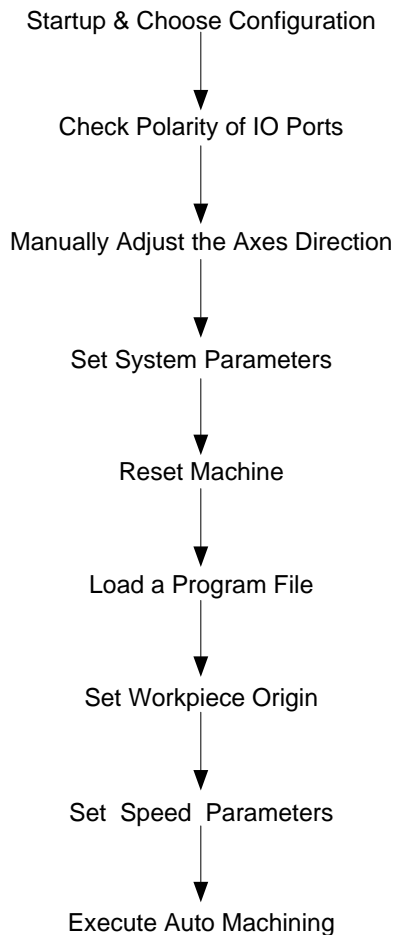 Startup & Choose Configuration
Check Polarity of IO Ports
Manually Adjust the Axes Direction
Set System Parameters
Reset Machine
Load a Program File
Set Workpiece Origin
Set Speed Parameters
Execute Auto Machining